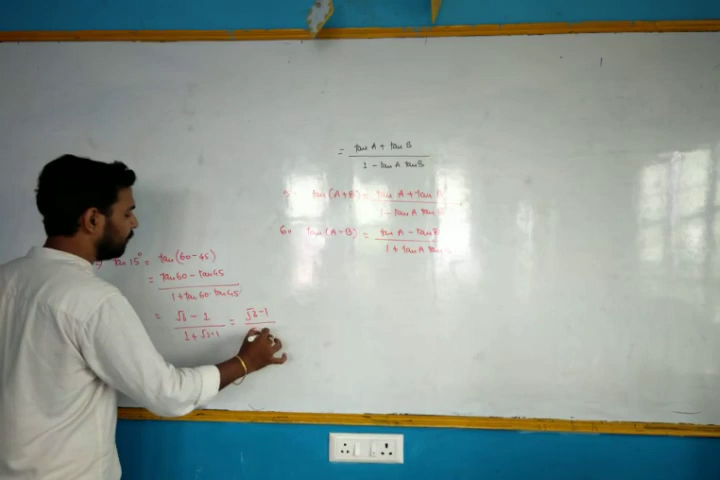 = tan A + tan B / 1 - tan A tan B
5. tan (A+B) = tan A + tan B / 1 - tan A tan B
6. tan (A-B) = tan A - tan B / 1 + tan A tan
tan 15° = tan (60-45)
= tan 60 - tan 45 / 1 + tan 60 . tan 45
= √3 - 1 / 1 + √3·1 = √3 - 1